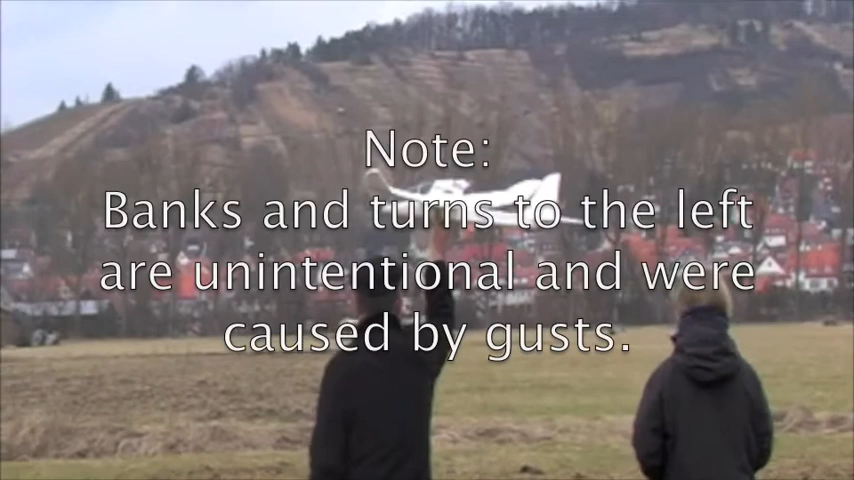 Note:
Banks and turns to the left
are unintentional and were
caused by gusts.